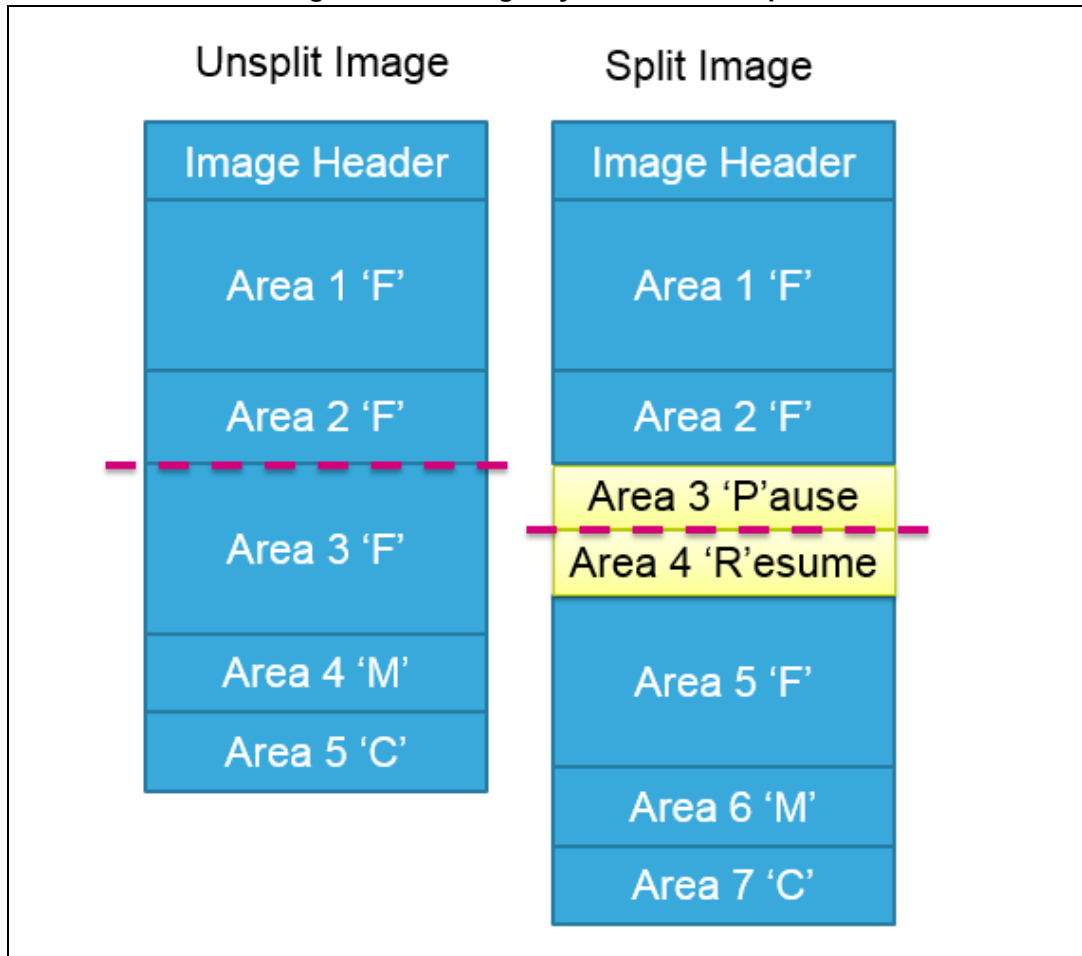 Unsplit Image
Image Header
Area 1 ‘F’
Area 2 ‘F’
Area 3 ‘F’
Area 4 ‘M’
Area 5 ‘C’
Split Image
Image Header
Area 1 ‘F’
Area 2 ‘F’
Area 3 ‘P’ause
Area 4 ‘R’esume
Area 5 ‘F’
Area 6 ‘M’
Area 7 ‘C’